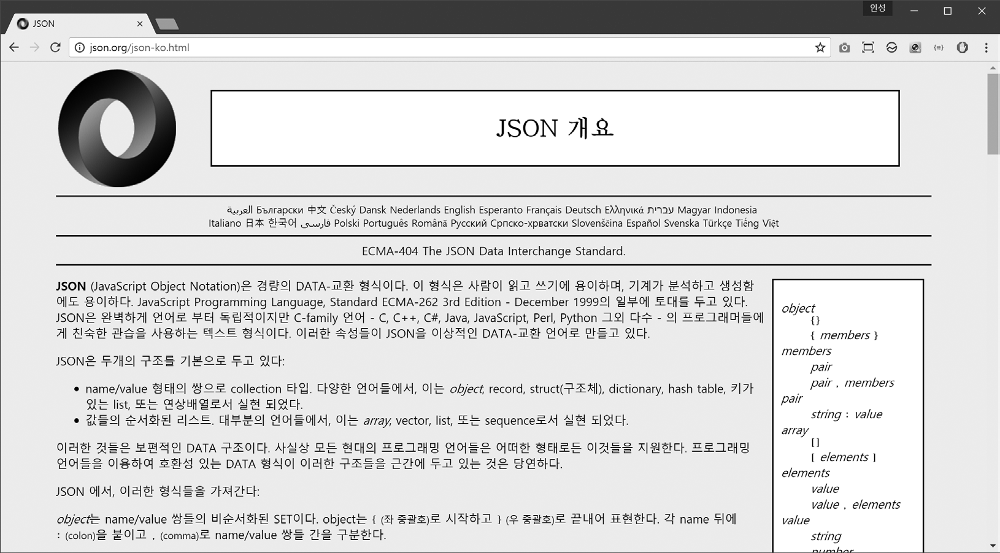 인성
JSON
json.org/json-ko.html
JSON 개요
العربية Български 中文 Český Dansk Nederlands English Esperanto Français Deutsch Ελληνικά עברית Magyar Indonesia
Italiano 日本 한국어 فارسی Polski Português Română Русский Српско-хрватски Slovenščina Español Svenska Türkçe Tiếng Việt
ECMA-404 The JSON Data Interchange Standard.
JSON (JavaScript Object Notation)은 경량의 DATA-교환 형식이다. 이 형식은 사람이 읽고 쓰기에 용이하며, 기계가 분석하고 생성함
에도 용이하다. JavaScript Programming Language, Standard ECMA-262 3rd Edition - December 1999의 일부에 토대를 두고 있다.
JSON은 완벽하게 언어로 부터 독립적이지만 C-family 언어 - C, C++, C#, Java, JavaScript, Perl, Python 그외 다수 - 의 프로그래머들에
게 친숙한 관습을 사용하는 텍스트 형식이다. 이러한 속성들이 JSON을 이상적인 DATA-교환 언어로 만들고 있다.
JSON은 두개의 구조를 기본으로 두고 있다:
• name/value 형태의 쌍으로 collection 타입. 다양한 언어들에서, 이는 object, record, struct(구조체), dictionary, hash table, 키가
있는 list, 또는 연상배열로서 실현 되었다.
• 값들의 순서화된 리스트. 대부분의 언어들에서, 이는 array, vector, list, 또는 sequence로서 실현 되었다.
이러한 것들은 보편적인 DATA 구조이다. 사실상 모든 현대의 프로그래밍 언어들은 어떠한 형태로든 이것들을 지원한다. 프로그래밍
언어들을 이용하여 호환성 있는 DATA 형식이 이러한 구조들을 근간에 두고 있는 것은 당연하다.
JSON 에서, 이러한 형식들을 가져간다:
object는 name/value 쌍들의 비순서화된 SET이다. object는 { (좌 중괄호)로 시작하고 } (우 중괄호)로 끝내어 표현한다. 각 name 뒤에
: (colon)을 붙이고 , (comma)로 name/value 쌍들 간을 구분한다.
object
{}
{ members }
members
pair
pair , members
pair
string : value
array
[]
[ elements ]
elements
value
value , elements
value
string
number